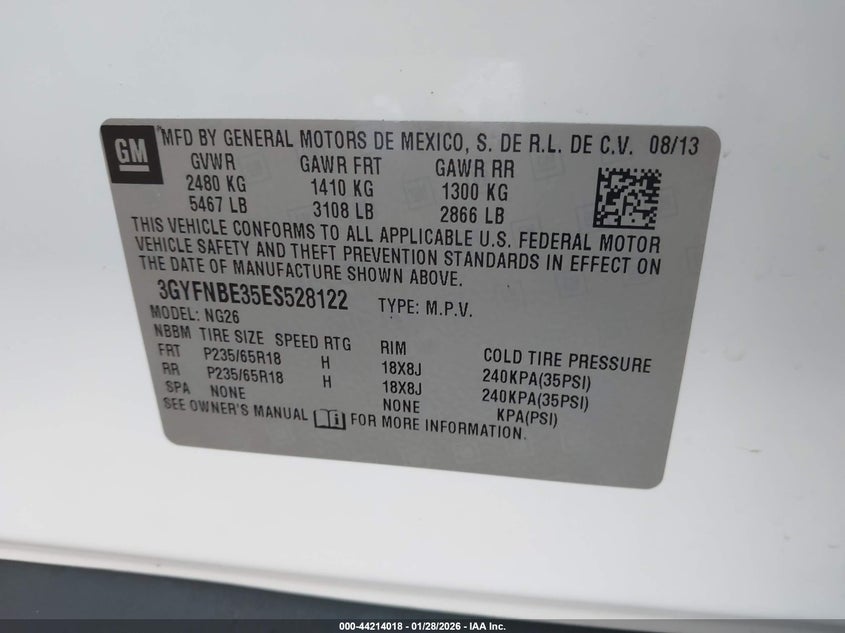 GM
MFD BY GENERAL MOTORS DE MEXICO, S. DE R.L. DE C.V. 08/13
GVWR GAWR FRT GAWR RR
2480 KG 1410 KG 1300 KG
5467 LB 3108 LB 2866 LB
THIS VEHICLE CONFORMS TO ALL APPLICABLE U.S. FEDERAL MOTOR
VEHICLE SAFETY AND THEFT PREVENTION STANDARDS IN EFFECT ON
THE DATE OF MANUFACTURE SHOWN ABOVE.
3GYFNBE35ES528122 TYPE: M.P.V.
MODEL: NG26
NBBM TIRE SIZE SPEED RTG RIM COLD TIRE PRESSURE
FRT P235/65R18 H 18X8J 240KPA(35PSI)
RR P235/65R18 H 18X8J 240KPA(35PSI)
SPA NONE NONE KPA(PSI)
SEE OWNER'S MANUAL FOR MORE INFORMATION.
000-44214018 - 01/28/2026 - IAA Inc.